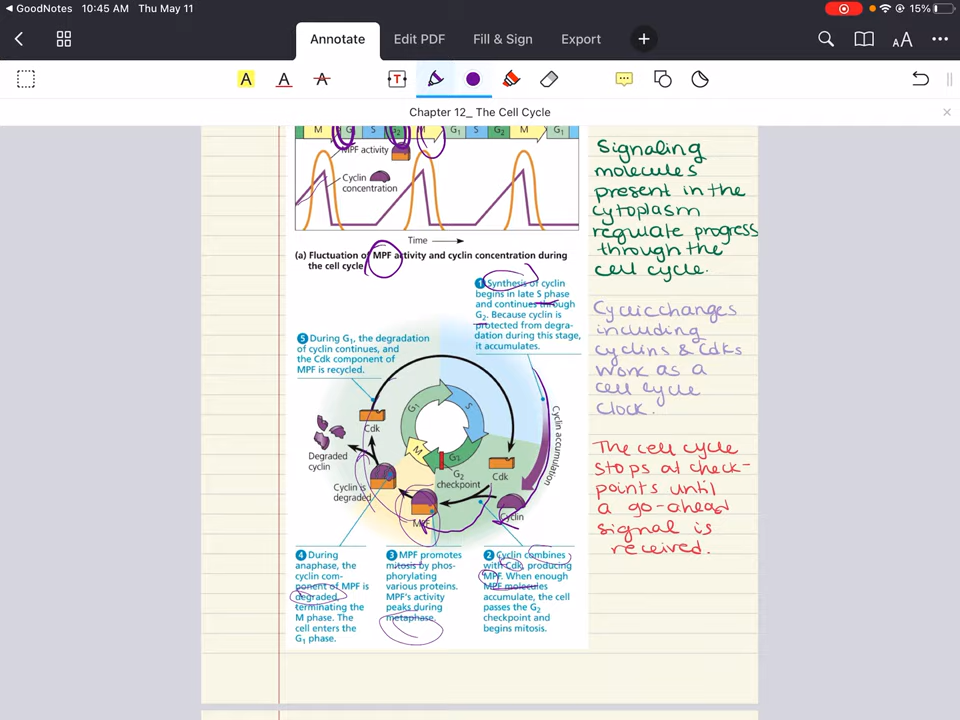 GoodNotes 10:45 AM Thu May 11
15%
Annotate Edit PDF Fill & Sign Export
Chapter 12_ The Cell Cycle
M G1 S G2 M G1 S G2 M G1
MPF activity
Cyclin
concentration
Time
(a) Fluctuation of MPF activity and cyclin concentration during
the cell cycle
1 Synthesis of cyclin
begins in late S phase
and continues through
G2. Because cyclin is
protected from degra-
dation during this stage,
it accumulates.
5 During G1, the degradation
of cyclin continues, and
the Cdk component of
MPF is recycled.
G1
S
M
G2
G2
checkpoint
Cdk
Degraded
cyclin
Cyclin is
degraded
MPF
Cdk
Cyclin
Cyclin accumulation
4 During
anaphase, the
cyclin com-
ponent of MPF is
degraded,
terminating the
M phase. The
cell enters the
G1 phase.
3 MPF promotes
mitosis by phos-
phorylating
various proteins.
MPF's activity
peaks during
metaphase.
2 Cyclin combines
with Cdk, producing
MPF. When enough
MPF molecules
accumulate, the cell
passes the G2
checkpoint and
begins mitosis.
Signaling
molecules
present in the
cytoplasm
regulate progress
through the
cell cycle.
Cyclic changes
including
cyclins & Cdks
work as a
cell cycle
clock.
The cell cycle
stops at check-
points until
a go-ahead
signal is
received.